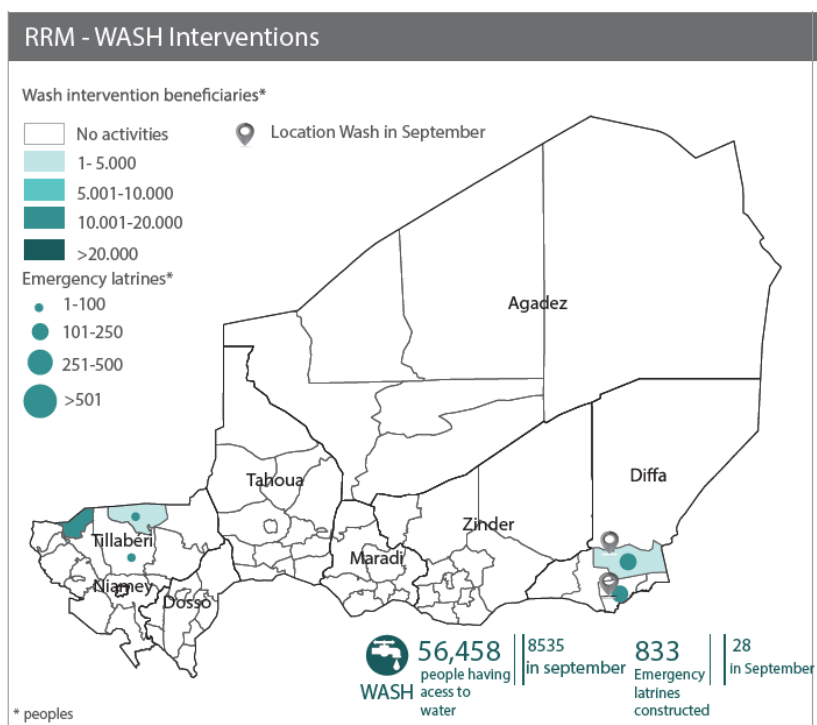 RRM - WASH Interventions
Wash intervention beneficiaries*
No activities
Location Wash in September
1- 5.000
5.001-10.000
10.001-20.000
>20.000
Emergency latrines*
1-100
101-250
251-500
>501
Agadez
Diffa
Tahoua
Zinder
Tillabéri
Maradi
Niamey
Dosso
WASH
56,458
people having
acess to
water
8535
in september
833
Emergency
latrines
constructed
28
in September
* peoples